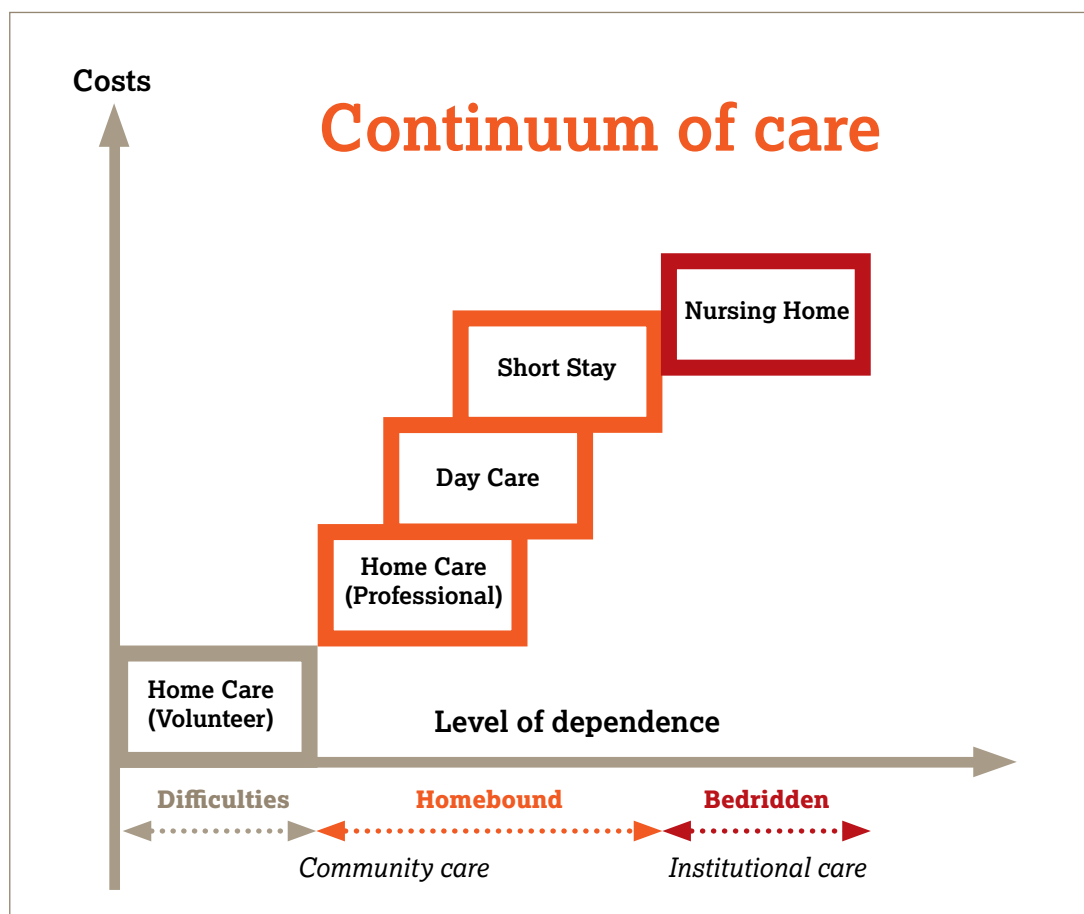 Costs
Continuum of care
Nursing Home
Short Stay
Day Care
Home Care
(Professional)
Home Care
(Volunteer)
Level of dependence
Difficulties
Homebound
Bedridden
Community care
Institutional care